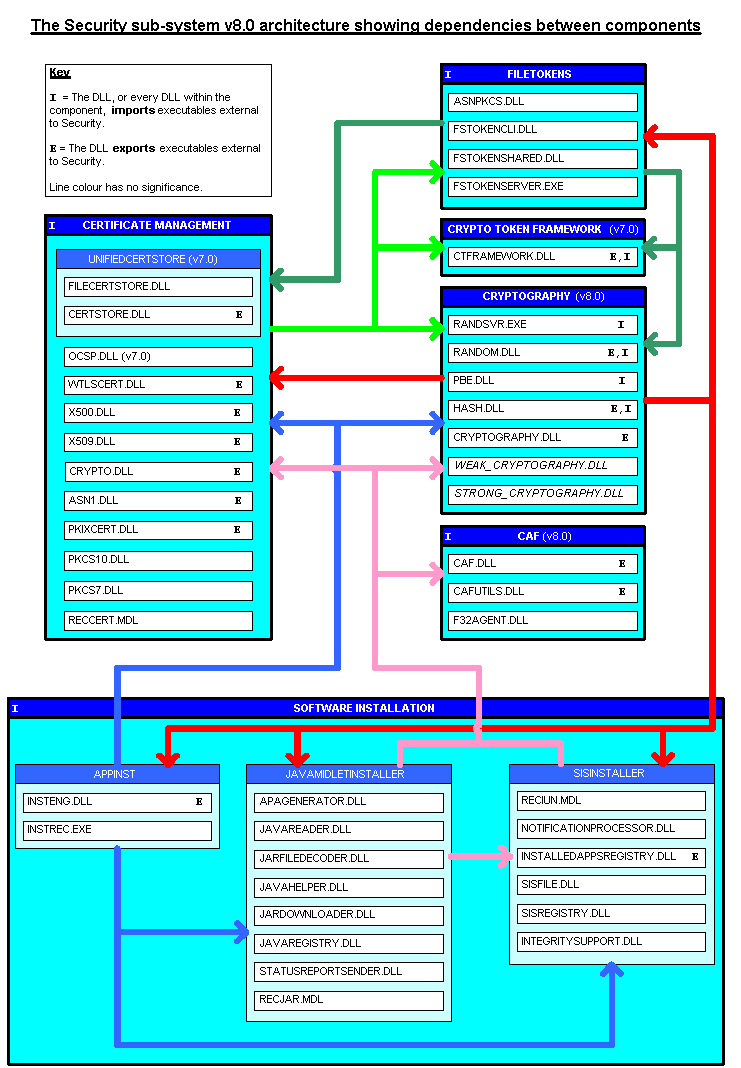 The Security sub-system v8.0 architecture showing dependencies between components
Key
I = The DLL, or every DLL within the
component, imports executables external
to Security.
E = The DLL exports executables external
to Security.
Line colour has no significance.
I FILETOKENS
ASNPKCS.DLL
FSTOKENCLI.DLL
FSTOKENSHARED.DLL
FSTOKENSERVER.EXE
I CERTIFICATE MANAGEMENT
UNIFIEDCERTSTORE (v7.0)
FILECERTSTORE.DLL
CERTSTORE.DLL E
OCSP.DLL (v7.0)
WTLSCERT.DLL E
X500.DLL E
X509.DLL E
CRYPTO.DLL E
ASN1.DLL E
PKIXCERT.DLL E
PKCS10.DLL
PKCS7.DLL
RECCERT.MDL
CRYPTO TOKEN FRAMEWORK (v7.0)
CTFRAMEWORK.DLL E,I
CRYPTOGRAPHY (v8.0)
RANDSVR.EXE I
RANDOM.DLL E,I
PBE.DLL I
HASH.DLL E,I
CRYPTOGRAPHY.DLL E
WEAK_CRYPTOGRAPHY.DLL
STRONG_CRYPTOGRAPHY.DLL
I CAF (v8.0)
CAF.DLL E
CAFUTILS.DLL E
F32AGENT.DLL
I SOFTWARE INSTALLATION
APPINST
INSTENG.DLL E
INSTREC.EXE
JAVAMIDLETINSTALLER
APAGENERATOR.DLL
JAVAREADER.DLL
JARFILEDECODER.DLL
JAVAHELPER.DLL
JARDOWNLOADER.DLL
JAVAREGISTRY.DLL
STATUSREPORTSENDER.DLL
RECJAR.MDL
SISINSTALLER
RECIUN.MDL
NOTIFICATIONPROCESSOR.DLL
INSTALLEDAPPSREGISTRY.DLL E
SISFILE.DLL
SISREGISTRY.DLL
INTEGRITYSUPPORT.DLL